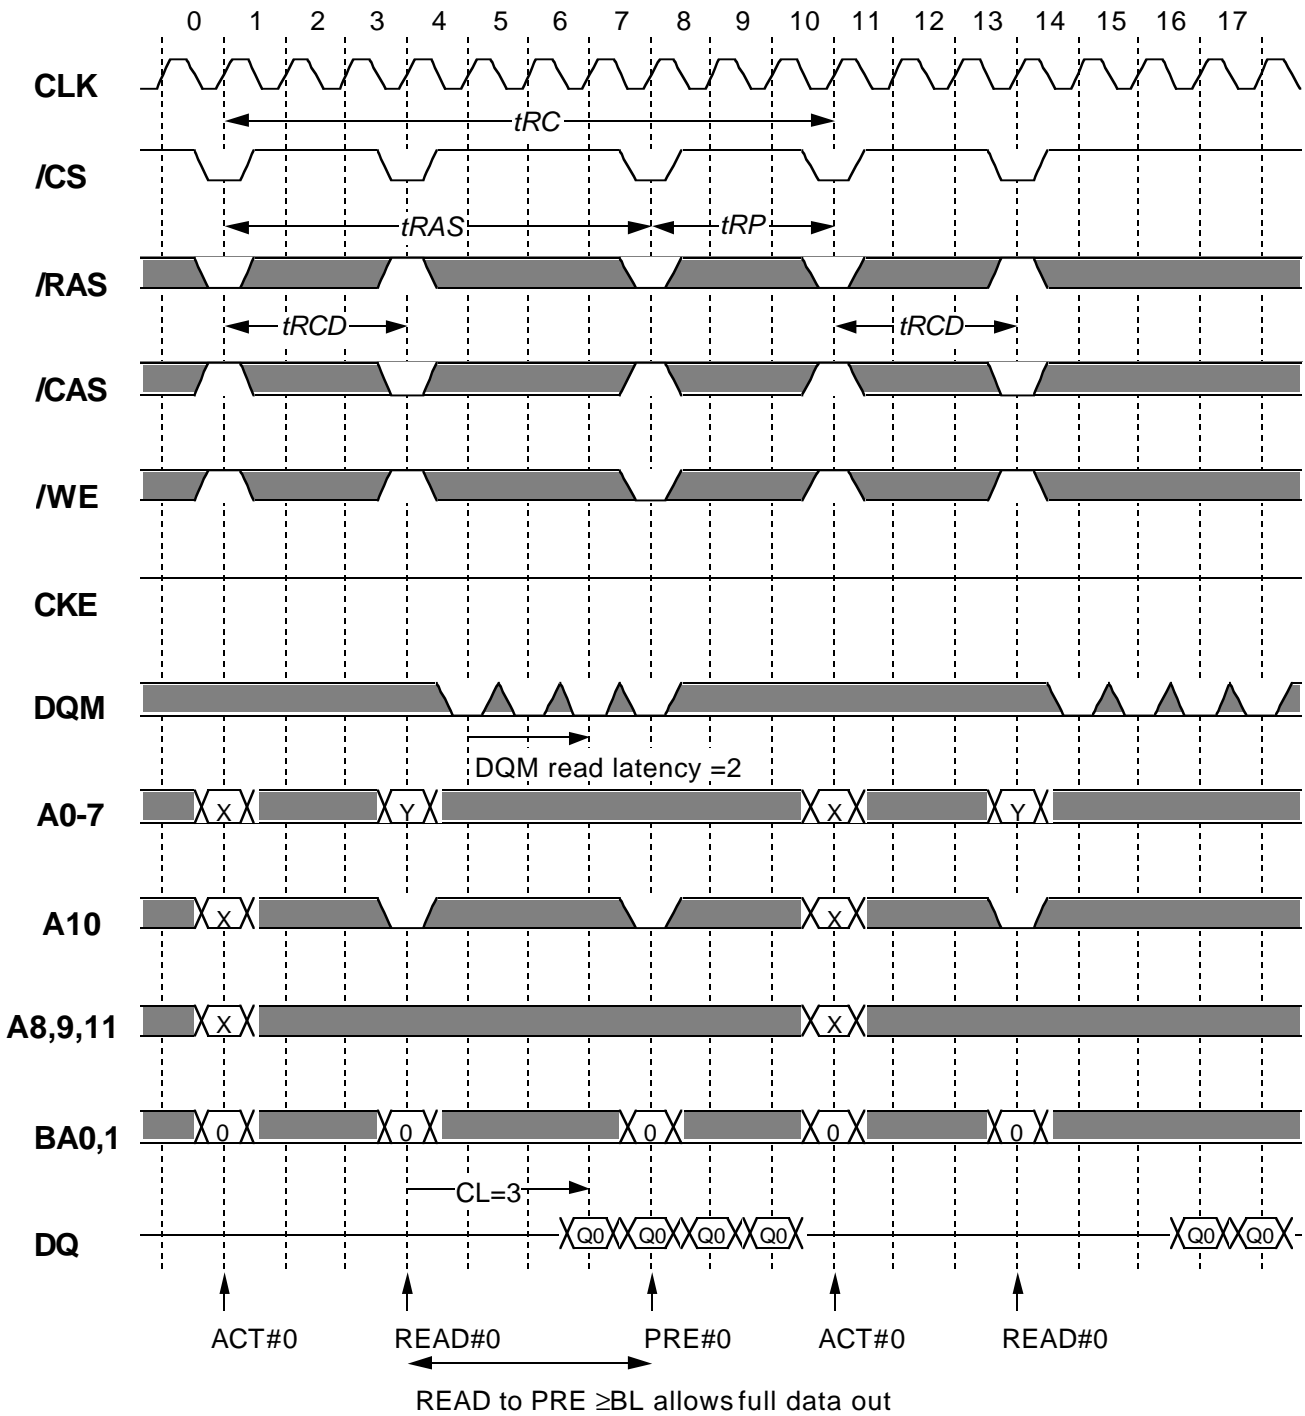 0 1 2 3 4 5 6 7 8 9 10 11 12 13 14 15 16 17
CLK
tRC
/CS
tRAS tRP
/RAS
tRCD tRCD
/CAS
/WE
CKE
DQM
DQM read latency =2
A0-7 X Y X Y
A10 X X
A8,9,11 X X
BA0,1 0 0 0 0 0
CL=3
DQ Q0 Q0 Q0 Q0 Q0 Q0
ACT#0 READ#0 PRE#0 ACT#0 READ#0
READ to PRE ≥BL allows full data out